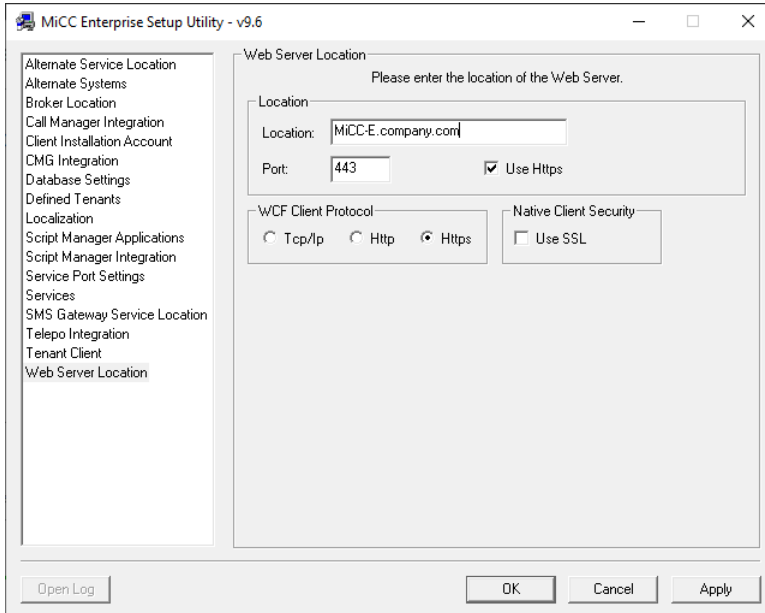 MiCC Enterprise Setup Utility - v9.6
Alternate Service Location
Alternate Systems
Broker Location
Call Manager Integration
Client Installation Account
CMG Integration
Database Settings
Defined Tenants
Localization
Script Manager Applications
Script Manager Integration
Service Port Settings
Services
SMS Gateway Service Location
Telepo Integration
Tenant Client
Web Server Location
Web Server Location
Please enter the location of the Web Server.
Location
Location: MiCC-E.company.com
Port: 443 Use Https
WCF Client Protocol
Tcp/Ip Http Https
Native Client Security
Use SSL
Open Log OK Cancel Apply